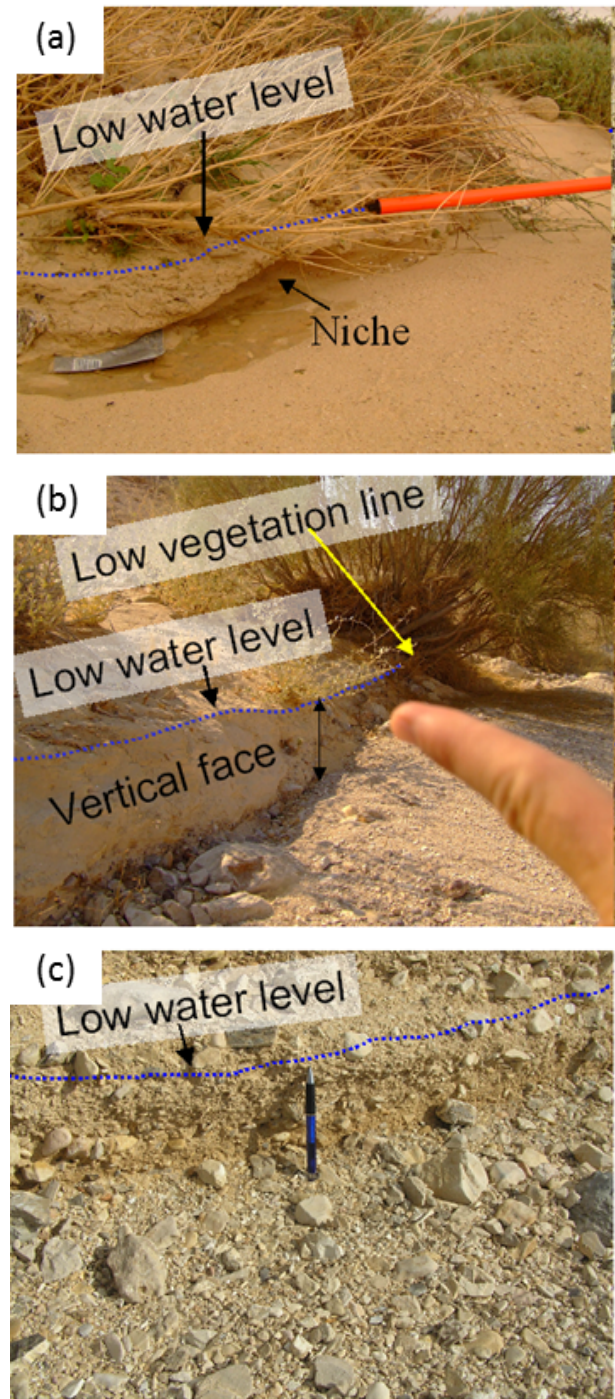 (a)
Low water level
Niche
(b)
Low vegetation line
Low water level
Vertical face
(c)
Low water level